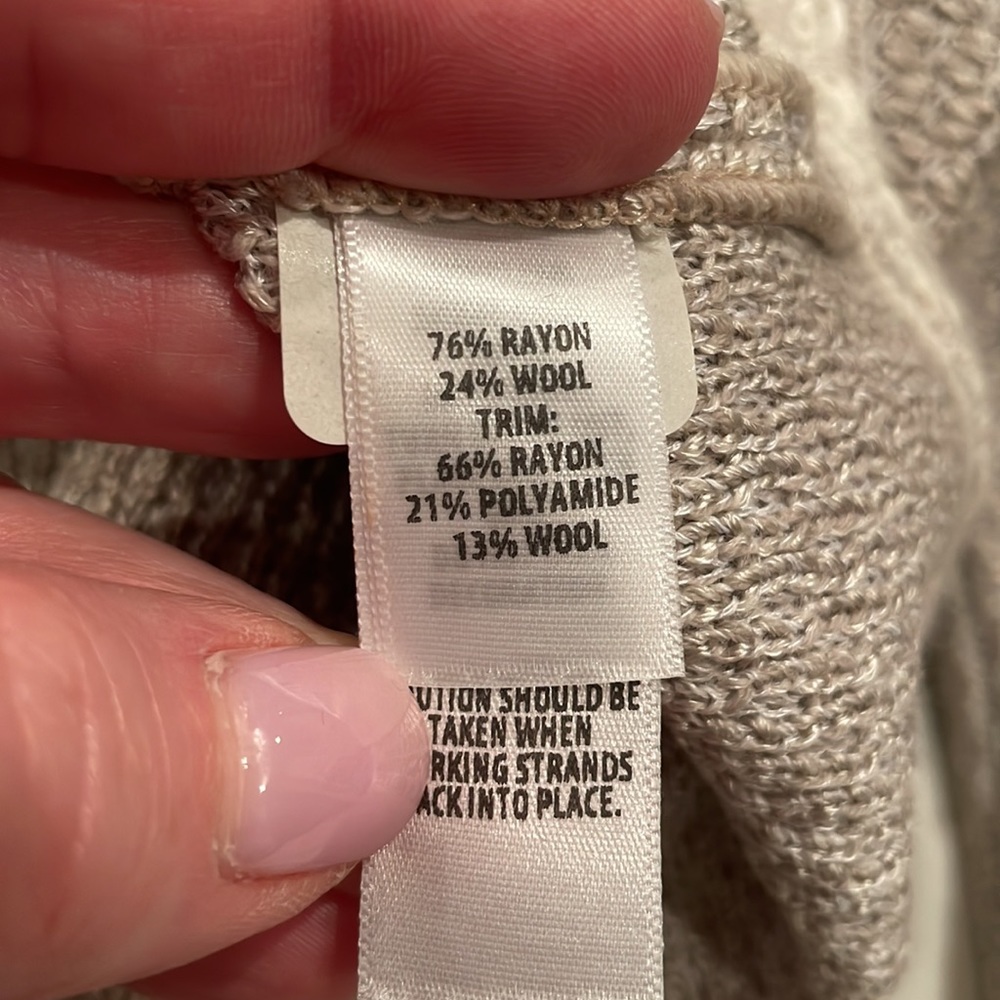 76% RAYON
24% WOOL
TRIM:
66% RAYON
21% POLYAMIDE
13% WOOL
SHOULD BE
TAKEN WHEN
STRANDS
INTO PLACE.